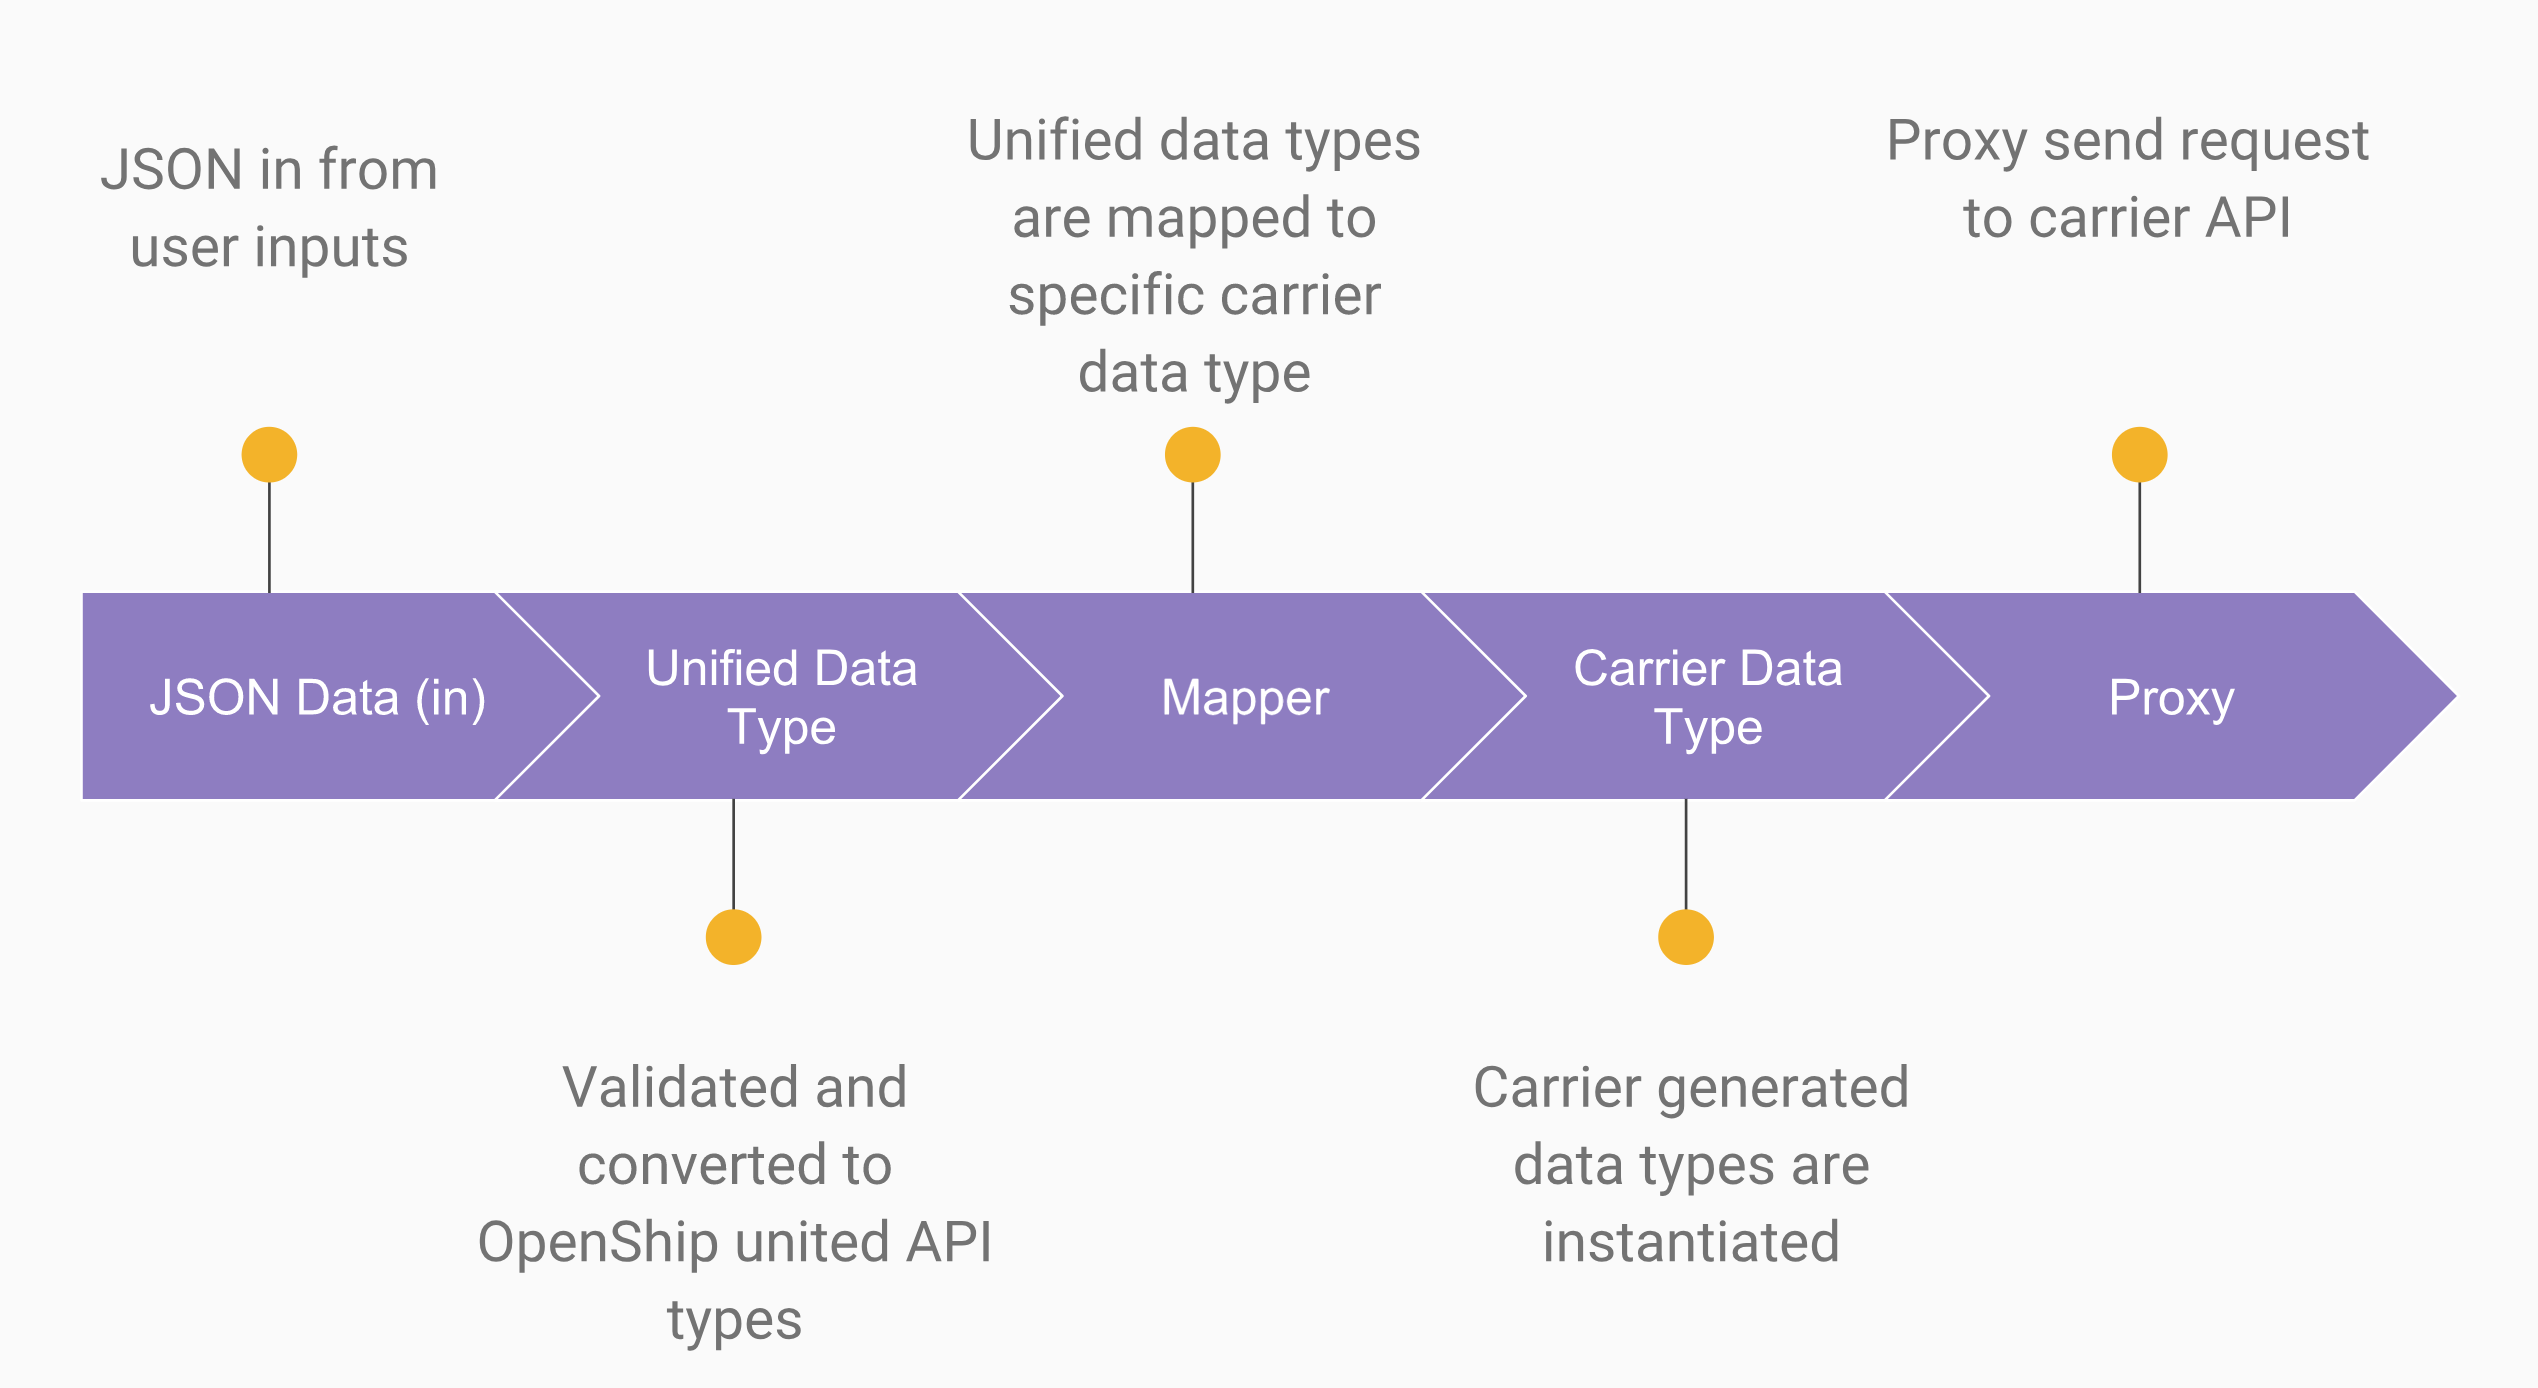 JSON in from
user inputs
Unified data types
are mapped to
specific carrier
data type
Proxy send request
to carrier API
JSON Data (in)
Unified Data
Type
Mapper
Carrier Data
Type
Proxy
Validated and
converted to
OpenShip united API
types
Carrier generated
data types are
instantiated